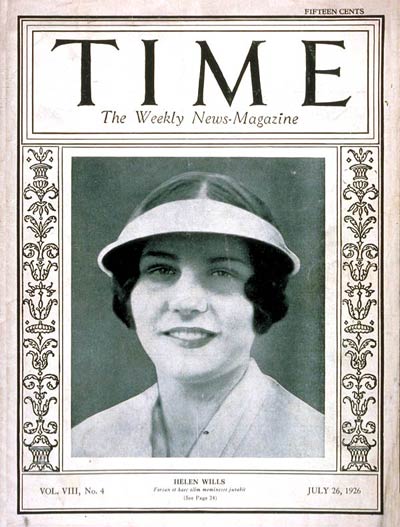 FIFTEEN CENTS
TIME
The Weekly News-Magazine
HELEN WILLS
VOL. VIII, No. 4
Forsan et haec olim meminisse juvabit
JULY 26, 1926
(See Page 24)